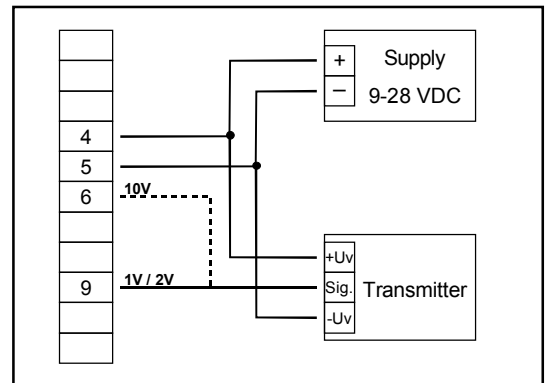 + Supply
− 9-28 VDC
4
5
6 10V
+Uv
9 1V / 2V Sig. Transmitter
-Uv